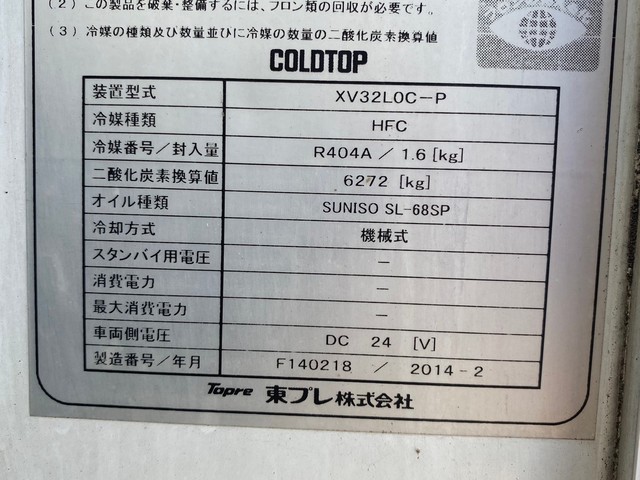 (2) この製品を破棄・整備するには、フロン類の回収が必要です。
(3) 冷媒の種類及び数量並びに冷媒の数量の二酸化炭素換算値
COLDTOP
装置型式 XV32L0C-P
冷媒種類 HFC
冷媒番号/封入量 R404A / 1.6 [kg]
二酸化炭素換算値 6272 [kg]
オイル種類 SUNISO SL-68SP
冷却方式 機械式
スタンバイ用電圧 -
消費電力 -
最大消費電力 -
車両側電圧 DC 24 [V]
製造番号/年月 F140218 / 2014-2
Topre 東プレ株式会社